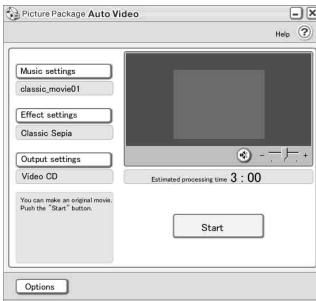 Picture Package Auto Video
Help ?
Music settings
classic_movie01
Effect settings
Classic Sepia
Output settings
Video CD
- +
Estimated processing time 3 : 00
You can make an original movie.
Push the "Start" button.
Start
Options